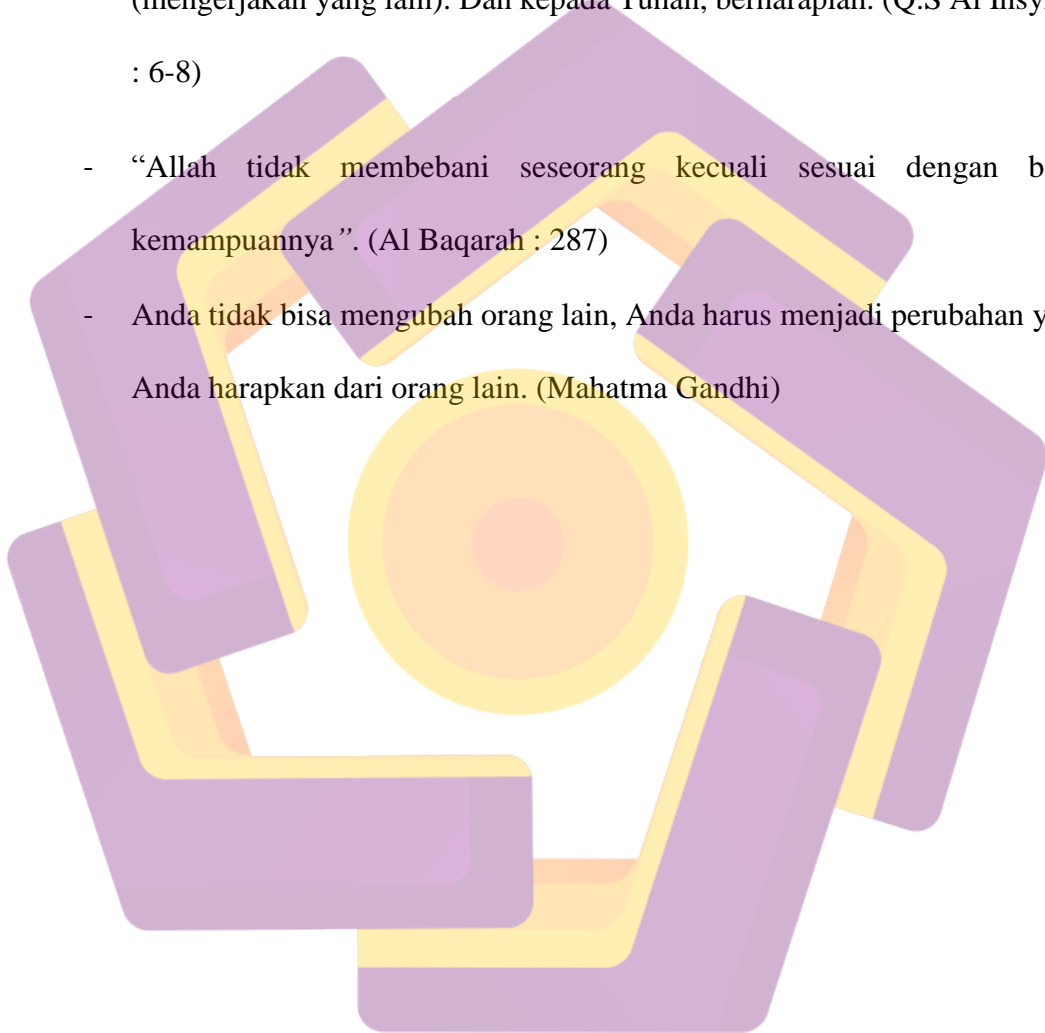 (mengerjakan yang lain). Dan kepada Tuhan, berharaplah. (Q.S Al
: 6-8)
- “Allah tidak membebani seseorang kecuali sesuai dengan
kemampuannya”. (Al Baqarah : 287)
- Anda tidak bisa mengubah orang lain, Anda harus menjadi perubahan
Anda harapkan dari orang lain. (Mahatma Gandhi)